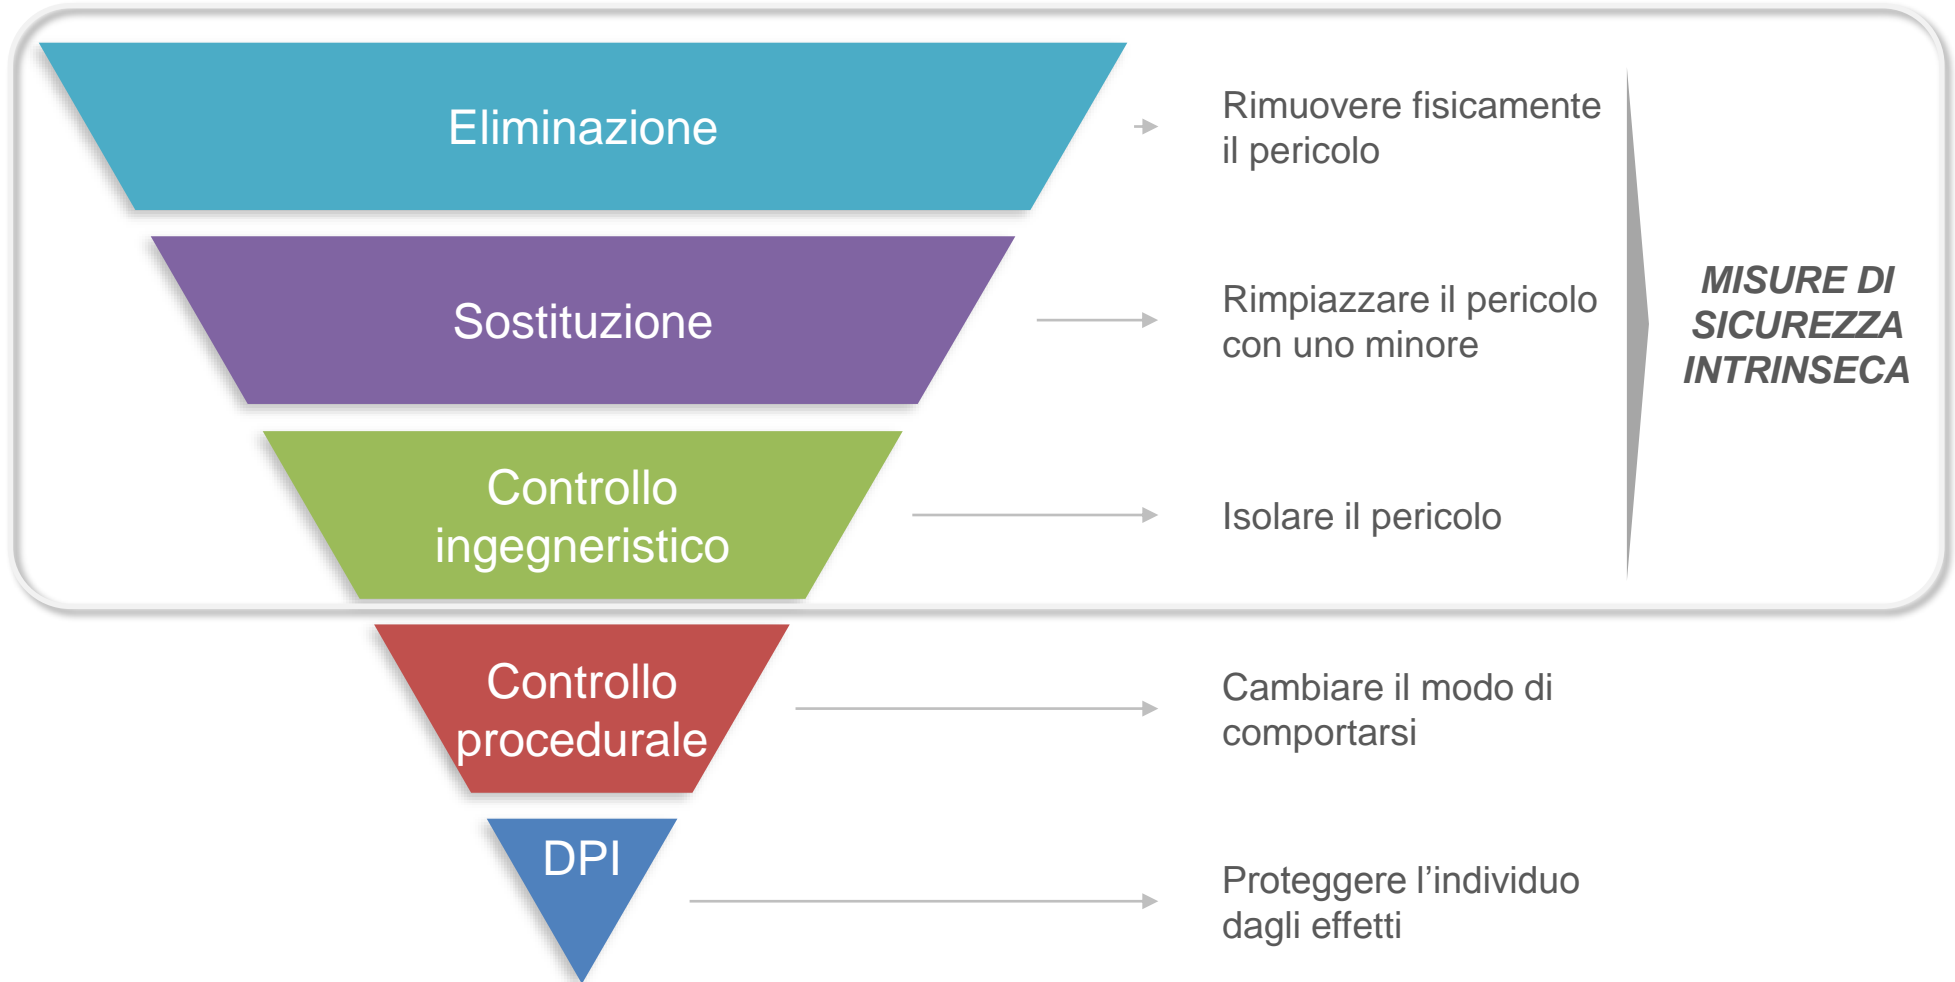 Eliminazione
Rimuovere fisicamente
il pericolo
Sostituzione
Rimpiazzare il pericolo
con uno minore
MISURE DI
SICUREZZA
INTRINSECA
Controllo
ingegneristico
Isolare il pericolo
Controllo
procedurale
Cambiare il modo di
comportarsi
DPI
Proteggere l’individuo
dagli effetti